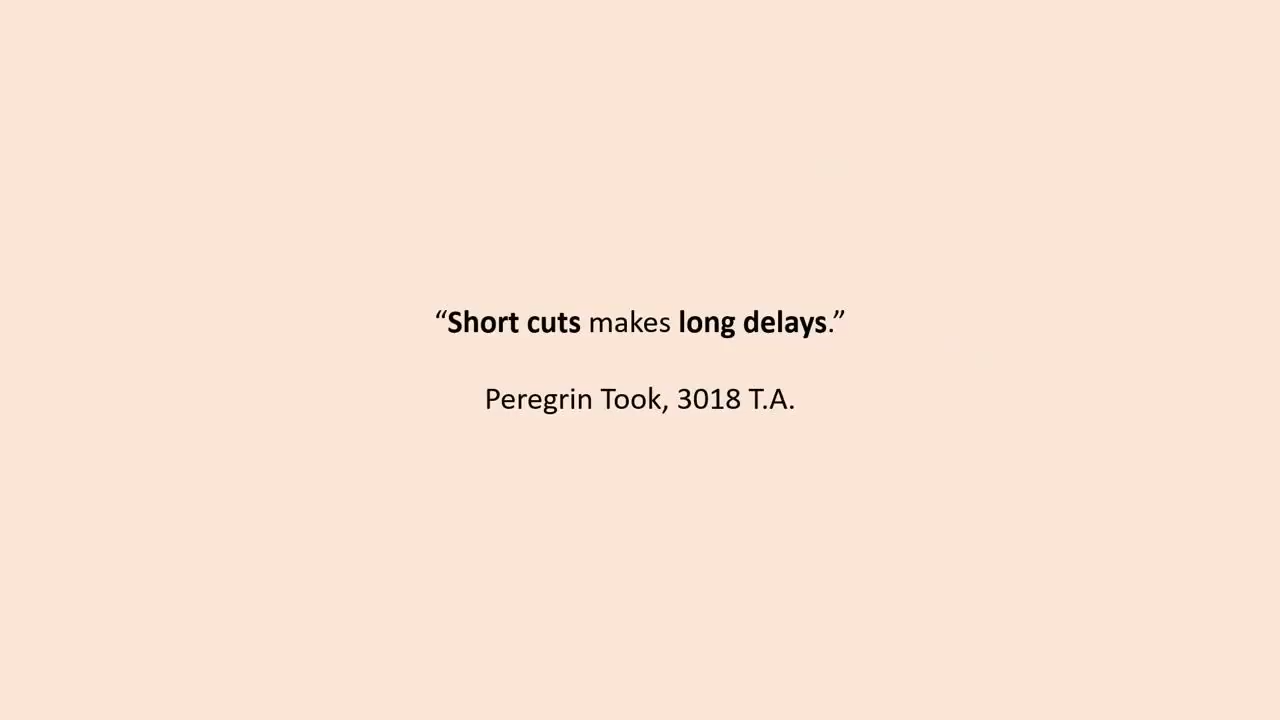 “Short cuts makes long delays.”
Peregrin Took, 3018 T.A.